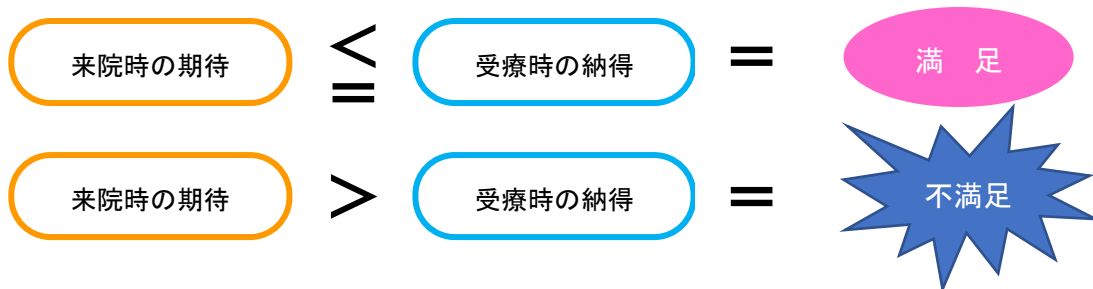 来院時の期待 ≦ 受療時の納得 = 満 足
来院時の期待 > 受療時の納得 = 不満足